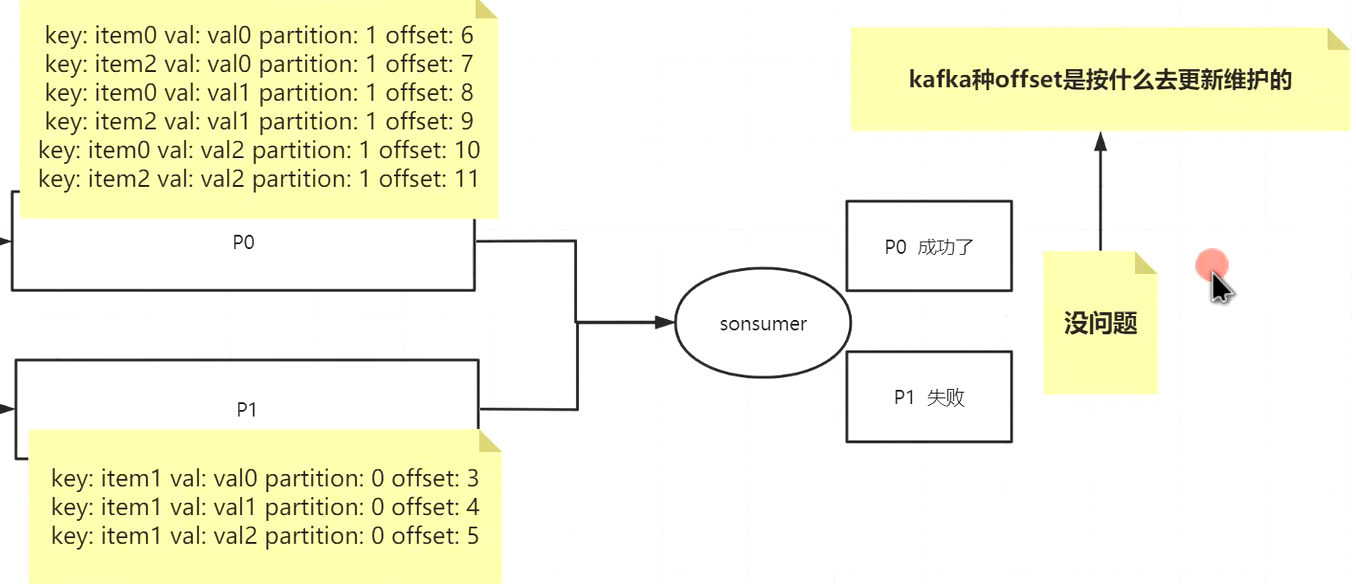 key: item0 val: val0 partition: 1 offset: 6
key: item2 val: val0 partition: 1 offset: 7
key: item0 val: val1 partition: 1 offset: 8
key: item2 val: val1 partition: 1 offset: 9
key: item0 val: val2 partition: 1 offset: 10
key: item2 val: val2 partition: 1 offset: 11
P0
P1
key: item1 val: val0 partition: 0 offset: 3
key: item1 val: val1 partition: 0 offset: 4
key: item1 val: val2 partition: 0 offset: 5
sonsumer
P0 成功了
P1 失败
kafka种offset是按什么去更新维护的
没问题